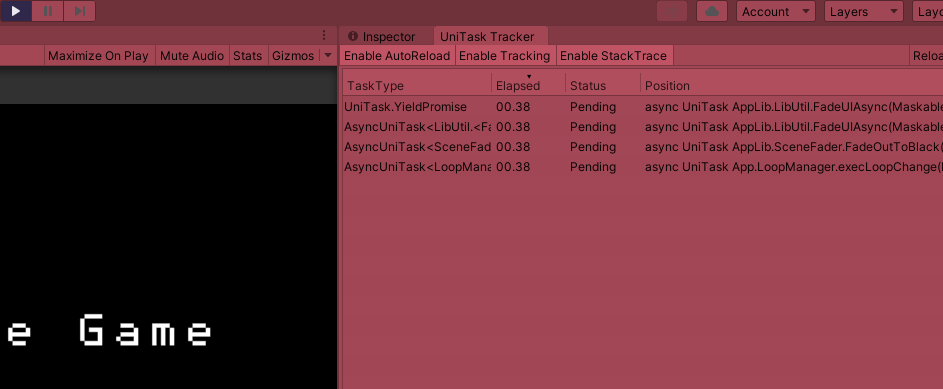 Account Layers
Inspector UniTask Tracker
Maximize On Play Mute Audio Stats Gizmos Enable AutoReload Enable Tracking Enable StackTrace
TaskType Elapsed Status Position
UniTask.YieldPromise 00.38 Pending async UniTask AppLib.LibUtil.FadeUIAsync(Maskable
AsyncUniTask<LibUtil.<Fa 00.38 Pending async UniTask AppLib.LibUtil.FadeUIAsync(Maskable
AsyncUniTask<SceneFad 00.38 Pending async UniTask AppLib.SceneFader.FadeOutToBlack(
AsyncUniTask<LoopMana 00.38 Pending async UniTask App.LoopManager.execLoopChange(
e Game